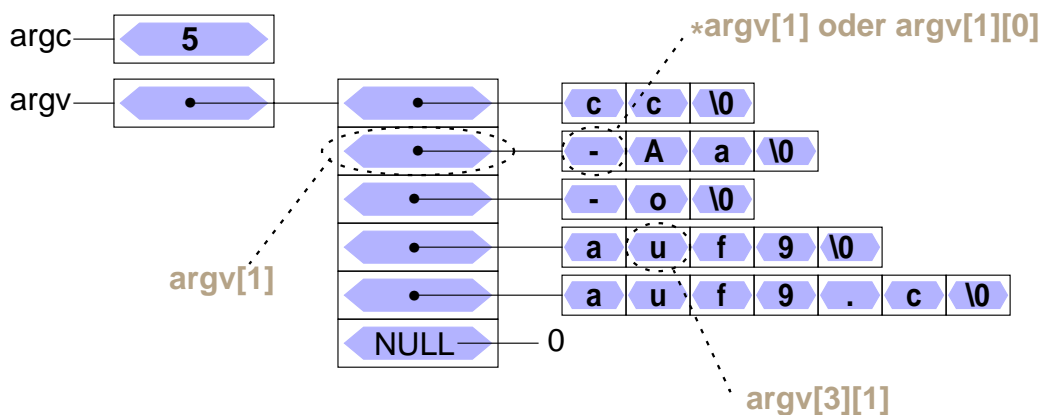 argc 5
*argv[1] oder argv[1][0]
argv c c \0
- A a \0
- o \0
a u f 9 \0
argv[1]
a u f 9 . c \0
NULL 0
argv[3][1]